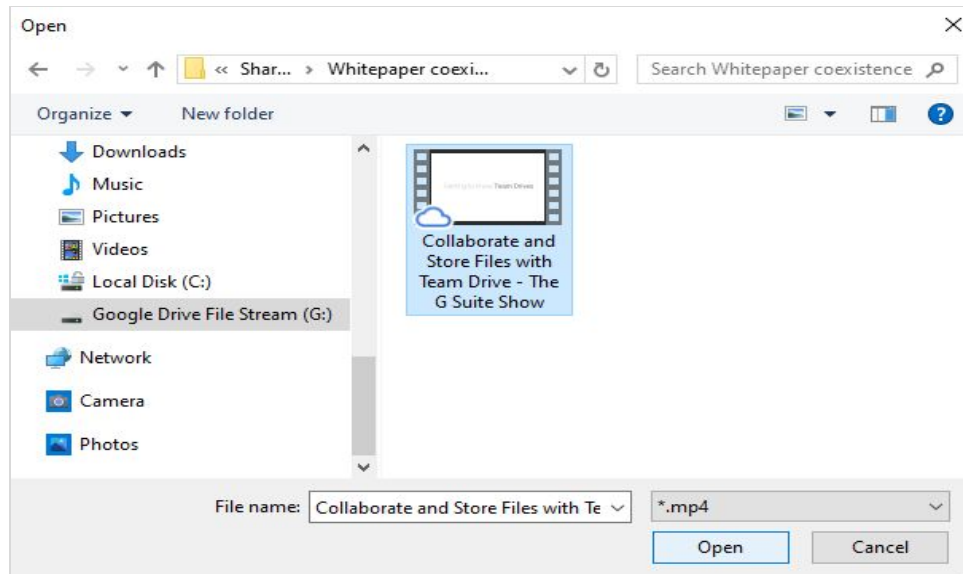 Open
« Shar... › Whitepaper coexi...
Search Whitepaper coexistence
Organize
New folder
Downloads
Music
Pictures
Videos
Local Disk (C:)
Google Drive File Stream (G:)
Network
Camera
Photos
Team Drives
Collaborate and
Store Files with
Team Drive - The
G Suite Show
File name: Collaborate and Store Files with Te
*.mp4
Open
Cancel